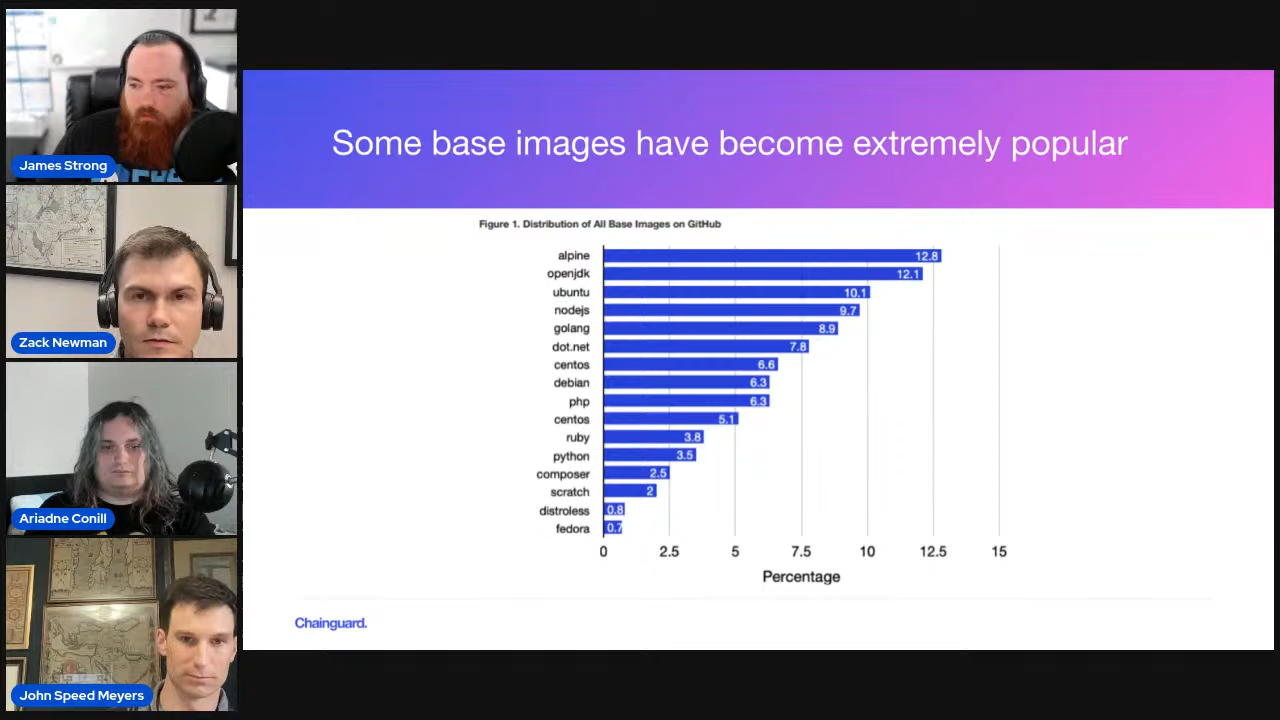 James Strong
Zack Newman
Ariadne Conill
John Speed Meyers
Some base images have become extremely popular
Figure 1. Distribution of All Base Images on GitHub
alpine 12.8
openjdk 12.1
ubuntu 10.1
nodejs 9.7
golang 8.9
dot.net 7.8
centos 6.6
debian 6.3
php 6.3
centos 5.1
ruby 3.8
python 3.5
composer 2.5
scratch 2
distroless 0.8
fedora 0.7
0 2.5 5 7.5 10 12.5 15
Percentage
Chainguard.